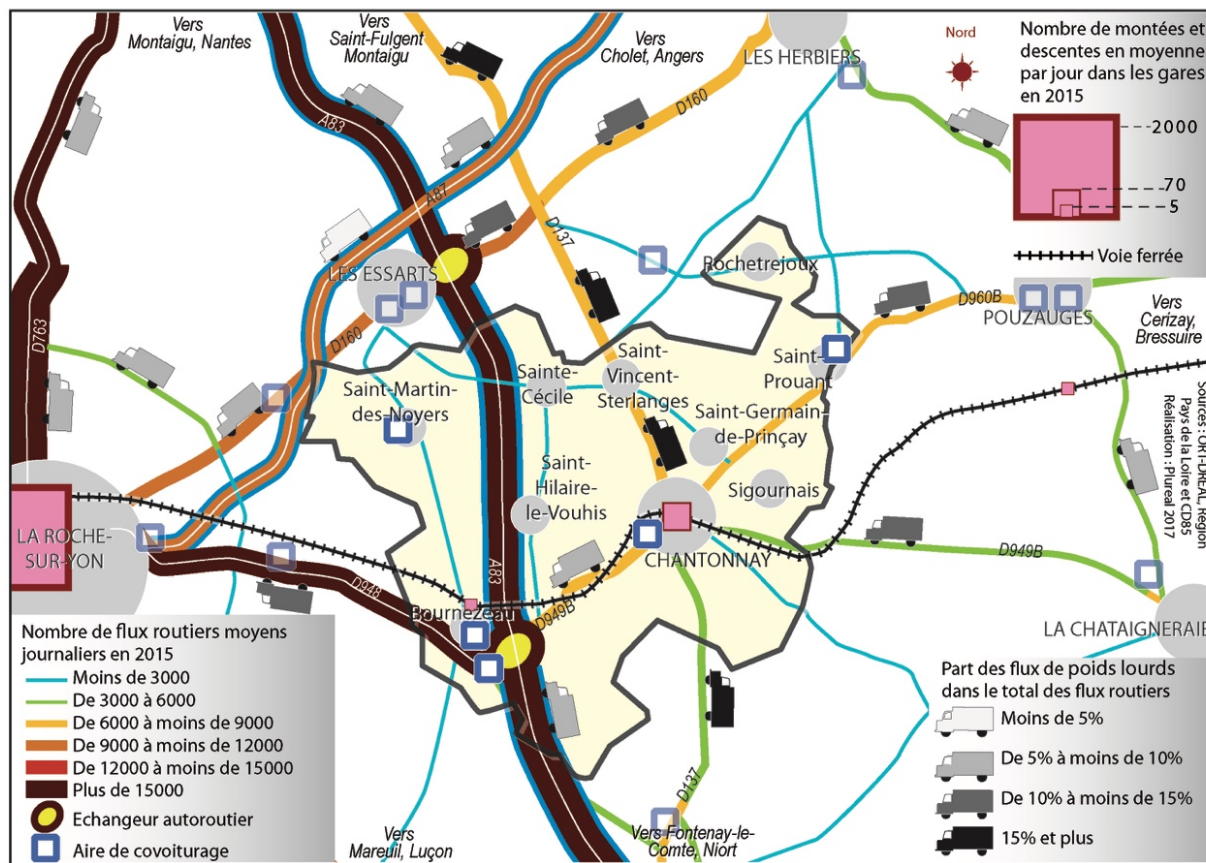 Vers
Montaigu, Nantes
Vers
Saint-Fulgent
Montaigu
Vers
Cholet, Angers
LES HERBIERS
Nord
Nombre de montées et
descentes en moyenne
par jour dans les gares
en 2015
2000
70
5
Voie ferrée
A83
D160
A87
D137
D160
D763
LES ESSARTS
Rochetrejoux
D960B
POUZAUGES
Vers
Cerizay,
Bressuire
Saint-Martin-
des-Noyers
Sainte-
Cécile
Saint-
Vincent-
Sterlanges
Saint-
Prouant
Saint-Germain-
de-Prinçay
Saint-
Hilaire-
le-Vouhis
Sigournais
Sources : ORT-DREAL, Région
Pays de la Loire et CD85
Réalisation : Plureal 2017
LA ROCHE-
SUR-YON
CHANTONNAY
D949B
D948
A83
Bournezeau
D949B
LA CHATAIGNERAIE
D137
Nombre de flux routiers moyens
journaliers en 2015
Moins de 3000
De 3000 à 6000
De 6000 à moins de 9000
De 9000 à moins de 12000
De 12000 à moins de 15000
Plus de 15000
Echangeur autoroutier
Aire de covoiturage
Vers
Mareuil, Luçon
Vers Fontenay-le-
Comte, Niort
Part des flux de poids lourds
dans le total des flux routiers
Moins de 5%
De 5% à moins de 10%
De 10% à moins de 15%
15% et plus